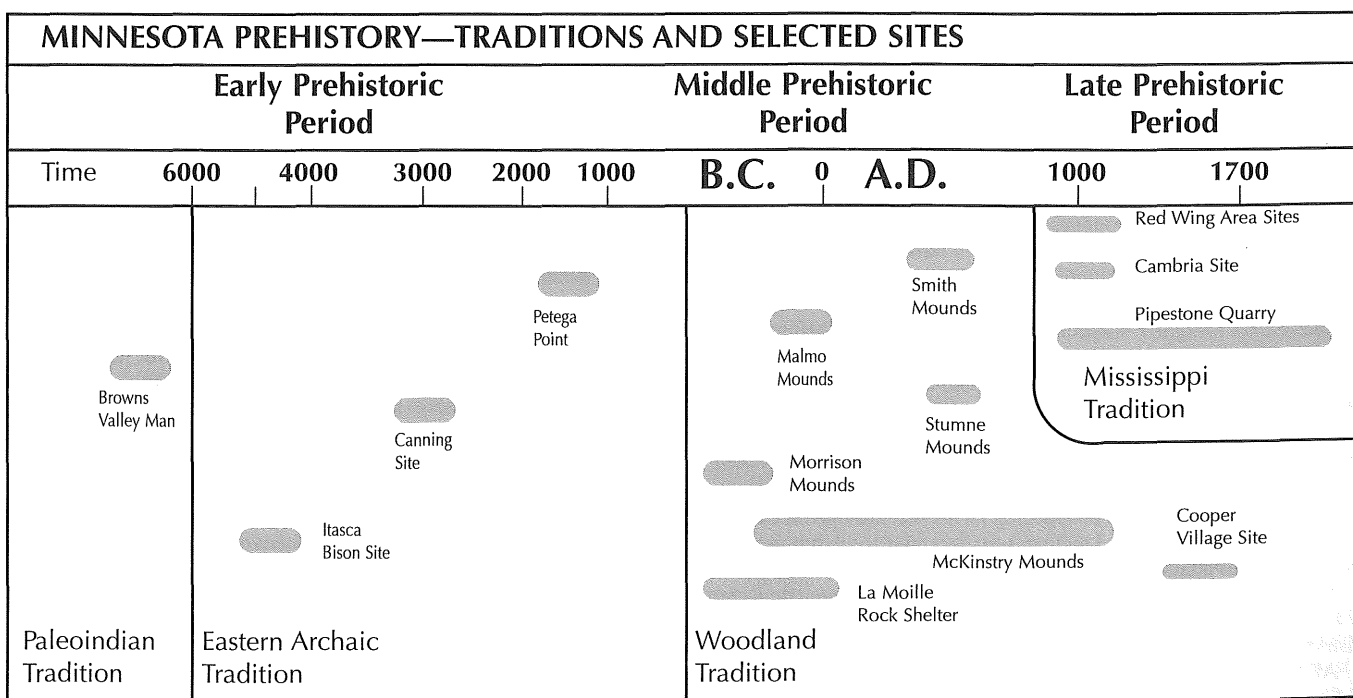 MINNESOTA PREHISTORY—TRADITIONS AND SELECTED SITES
Early Prehistoric
Period
Middle Prehistoric
Period
Late Prehistoric
Period
Time 6000 4000 3000 2000 1000 B.C. 0 A.D. 1000 1700
Red Wing Area Sites
Cambria Site
Smith
Mounds
Pipestone Quarry
Petega
Point
Malmo
Mounds
Mississippi
Tradition
Browns
Valley Man
Canning
Site
Stumne
Mounds
Morrison
Mounds
Itasca
Bison Site
Cooper
Village Site
McKinstry Mounds
La Moille
Rock Shelter
Paleoindian
Tradition
Eastern Archaic
Tradition
Woodland
Tradition